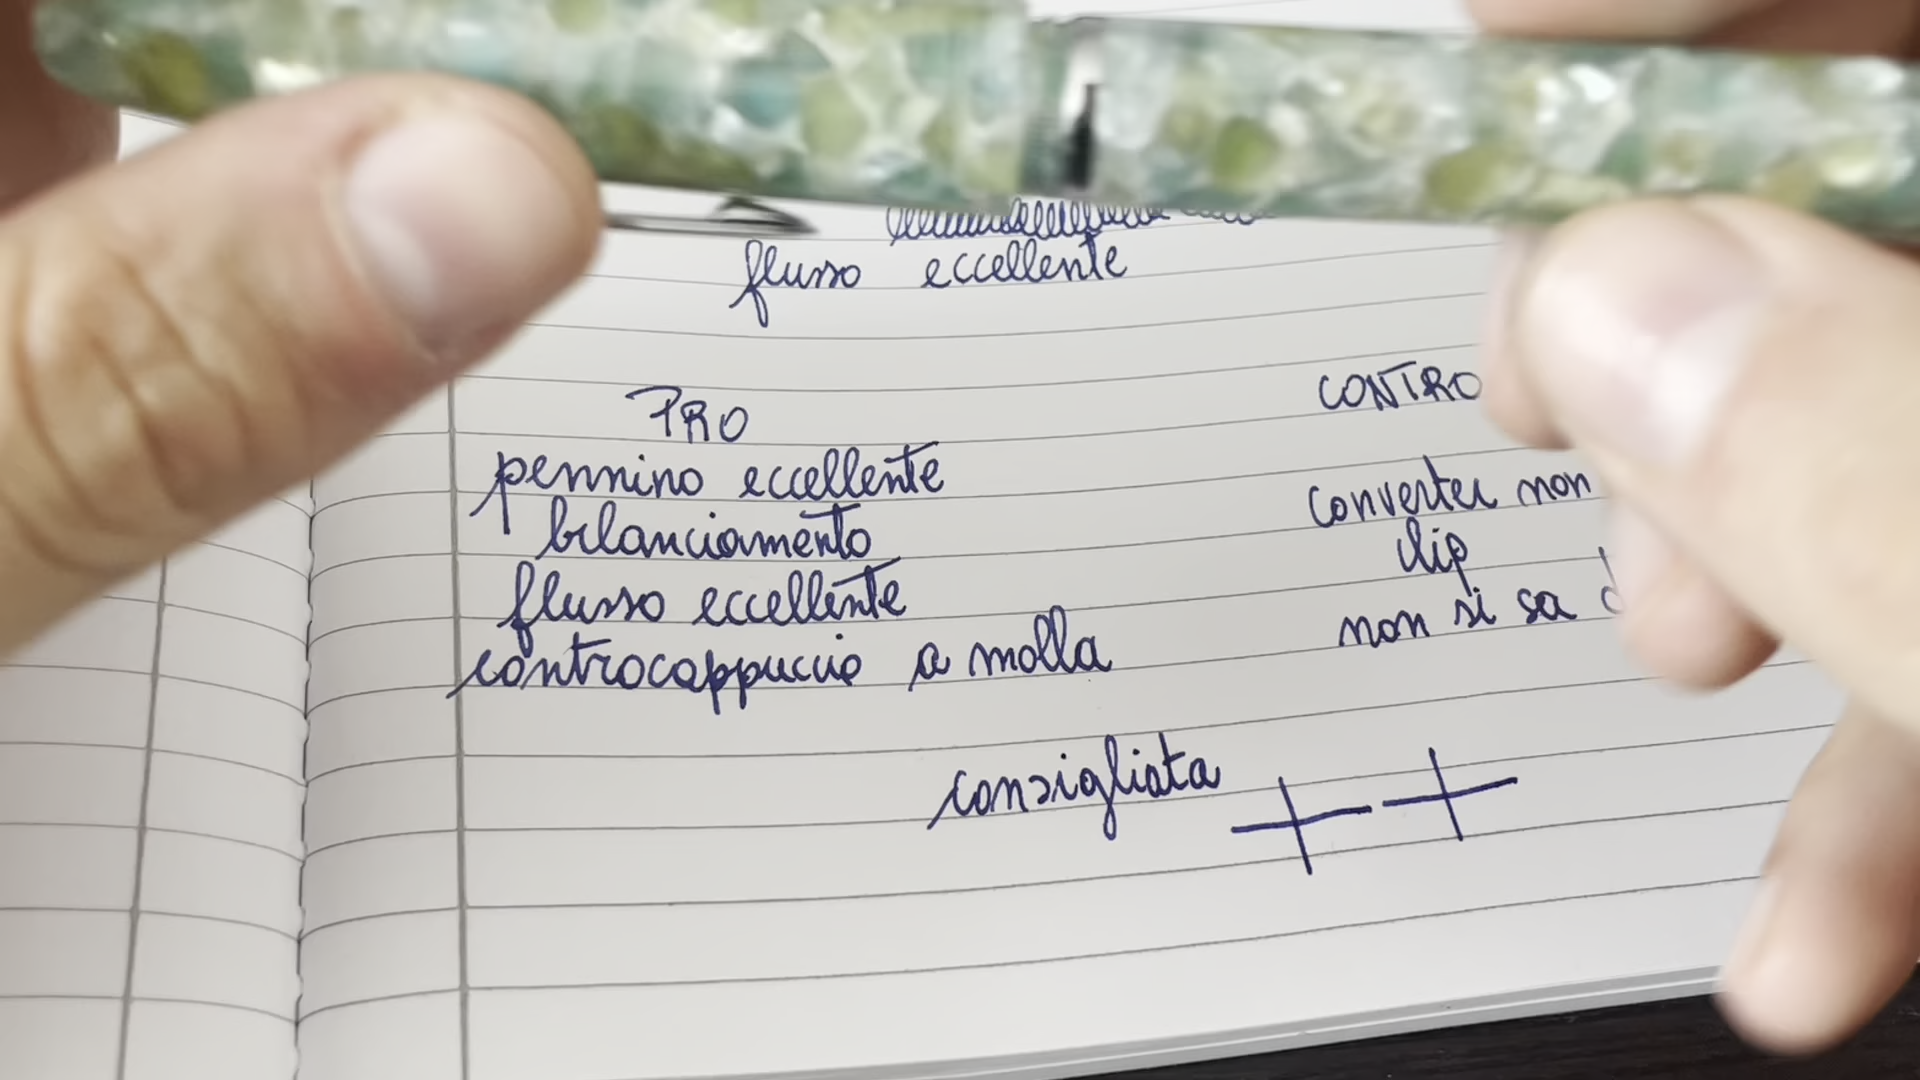 flusso eccellente
PRO
pennino eccellente
bilanciamento
flusso eccellente
controcappuccio a molla
CONTRO
converter non
clip
non si sa
consigliata ++